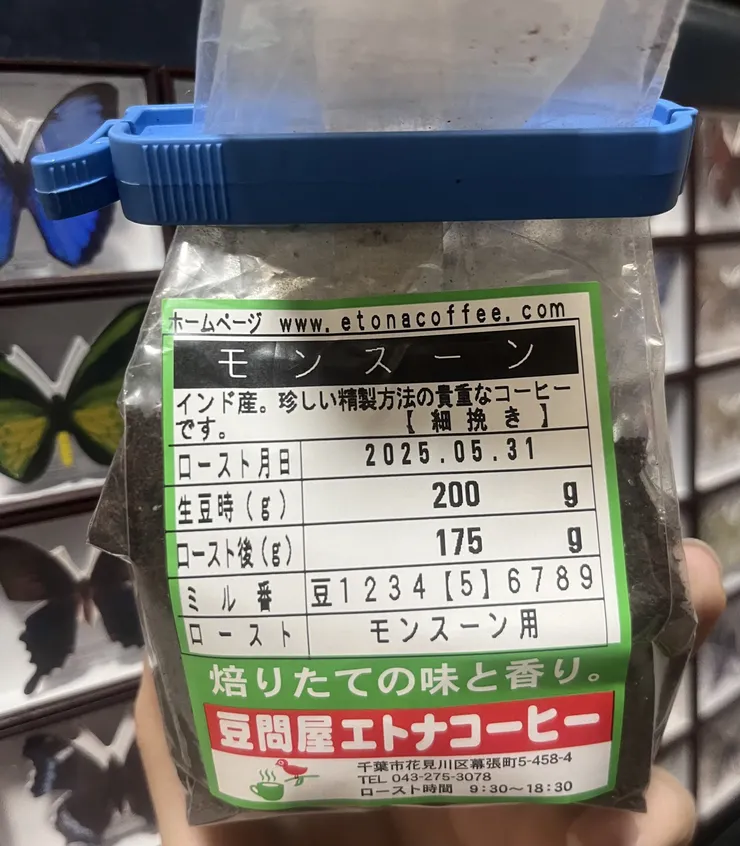 ホームページ www.etonacoffee.com
モンスーン
インド産。珍しい精製方法の貴重なコーヒー
です。 【細挽き】
ロースト月日 2025.05.31
生豆時(g) 200 g
ロースト後(g) 175 g
ミル番 豆1234【5】6789
ロースト モンスーン用
焙りたての味と香り。
豆問屋エトナコーヒー
千葉市花見川区幕張町5-458-4
TEL 043-275-3078
ロースト時間 9:30〜18:30